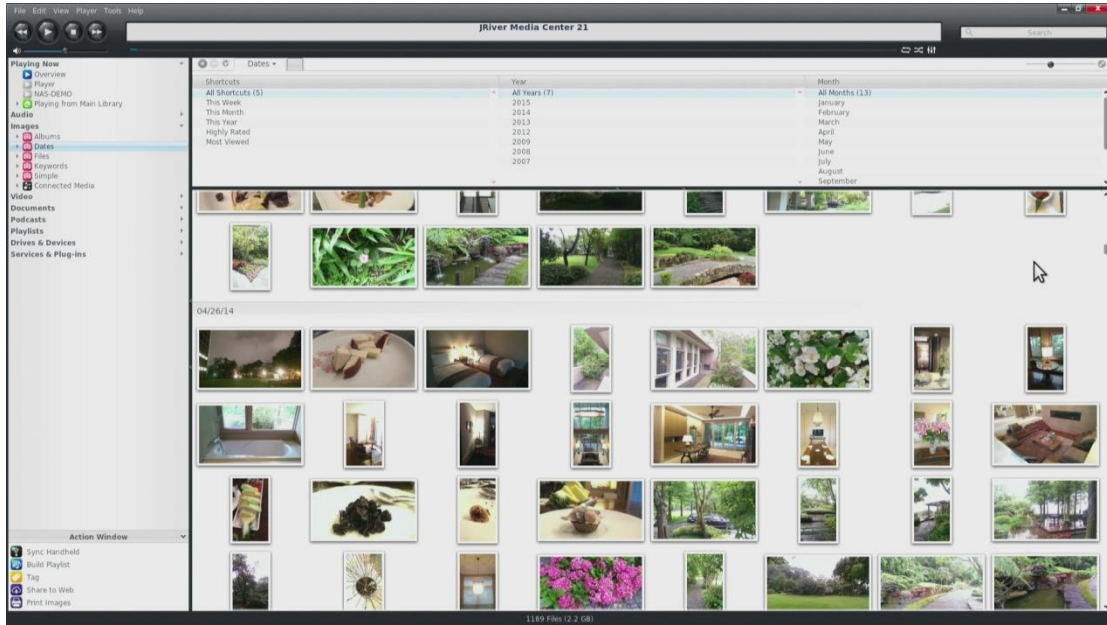 File Edit View Player Tools Help
JRiver Media Center 21
Search
Playing Now
Overview
Player
NAS-DEMO
Playing from Main Library
Audio
Images
Albums
Dates
Files
Keywords
Simple
Connected Media
Video
Documents
Podcasts
Playlists
Drives & Devices
Services & Plug-ins
Action Window
Sync Handheld
Build Playlist
Tag
Share to Web
Print Images
Dates
Shortcuts
All Shortcuts (5)
This Week
This Month
This Year
Highly Rated
Most Viewed
Year
All Years (7)
2015
2014
2013
2012
2009
2008
2007
Month
All Months (13)
January
February
March
April
May
June
July
August
September
04/26/14
1189 Files (2.2 GB)